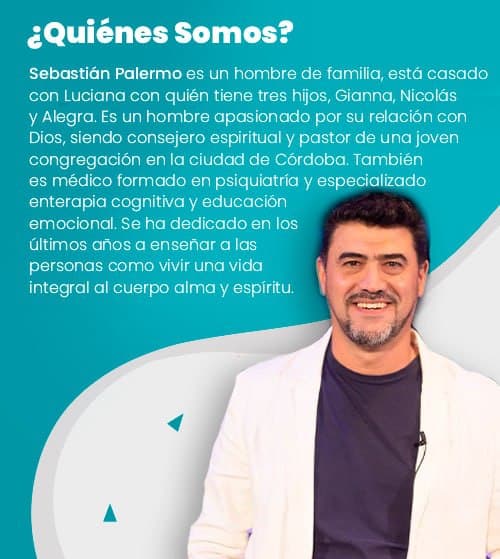 ¿Quiénes Somos?
Sebastián Palermo es un hombre de familia, está casado
con Luciana con quién tiene tres hijos, Gianna, Nicolás
y Alegra. Es un hombre apasionado por su relación con
Dios, siendo consejero espiritual y pastor de una joven
congregación en la ciudad de Córdoba. También
es médico formado en psiquiatría y especializado
enterapia cognitiva y educación
emocional. Se ha dedicado en los
últimos años a enseñar a las
personas como vivir una vida
integral al cuerpo alma y espíritu.